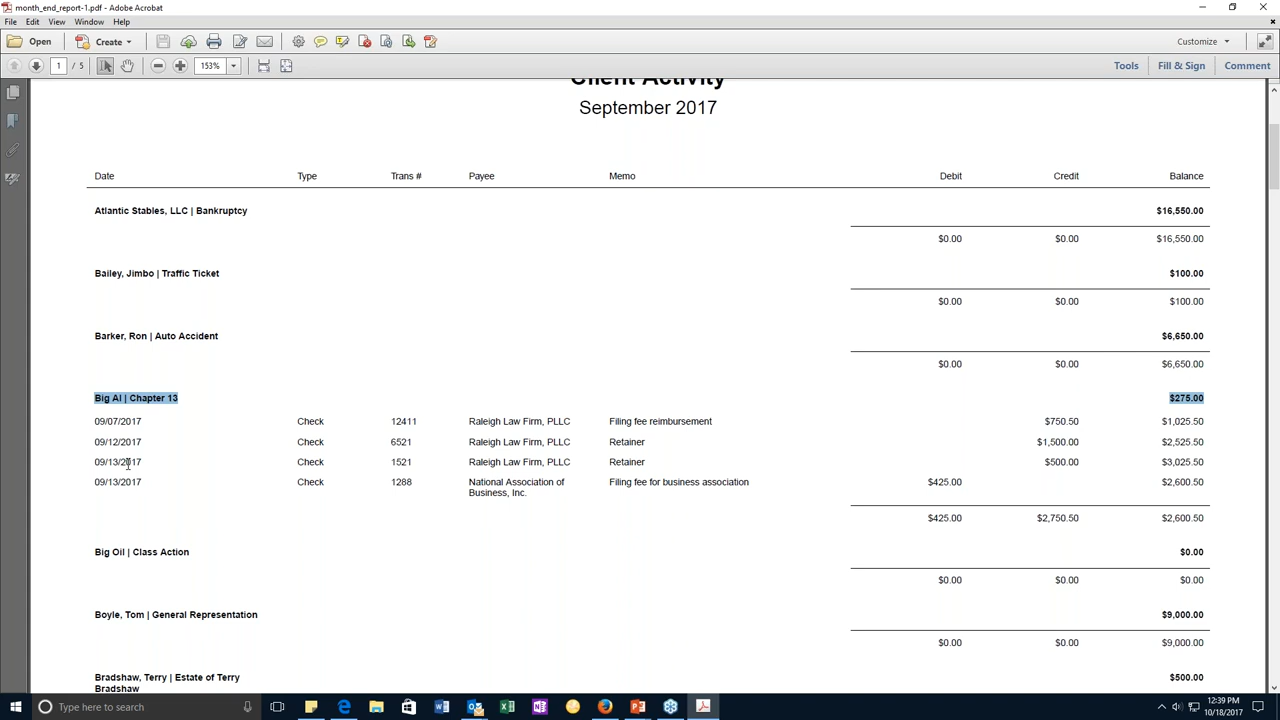 month_end_report-1.pdf - Adobe Acrobat
File Edit View Window Help
Open Create Customize
1 / 5 153% Tools Fill & Sign Comment
Client Activity
September 2017
Date Type Trans # Payee Memo Debit Credit Balance
Atlantic Stables, LLC | Bankruptcy $16,550.00
$0.00 $0.00 $16,550.00
Bailey, Jimbo | Traffic Ticket $100.00
$0.00 $0.00 $100.00
Barker, Ron | Auto Accident $6,650.00
$0.00 $0.00 $6,650.00
Big Al | Chapter 13 $275.00
09/07/2017 Check 12411 Raleigh Law Firm, PLLC Filing fee reimbursement $750.50 $1,025.50
09/12/2017 Check 6521 Raleigh Law Firm, PLLC Retainer $1,500.00 $2,525.50
09/13/2017 Check 1521 Raleigh Law Firm, PLLC Retainer $500.00 $3,025.50
09/13/2017 Check 1288 National Association of Filing fee for business association $425.00 $2,600.50
Business, Inc.
$425.00 $2,750.50 $2,600.50
Big Oil | Class Action $0.00
$0.00 $0.00 $0.00
Boyle, Tom | General Representation $9,000.00
$0.00 $0.00 $9,000.00
Bradshaw, Terry | Estate of Terry $500.00
Bradshaw
Type here to search
12:39 PM
10/18/2017